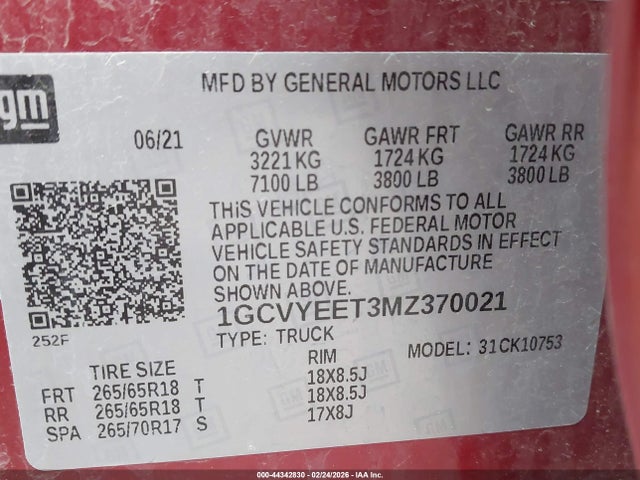 gm
MFD BY GENERAL MOTORS LLC
06/21 GVWR GAWR FRT GAWR RR
3221 KG 1724 KG 1724 KG
7100 LB 3800 LB 3800 LB
THiS VEHICLE CONFORMS TO ALL
APPLICABLE U.S. FEDERAL MOTOR
VEHICLE SAFETY STANDARDS IN EFFECT
ON THE DATE OF MANUFACTURE
SHOWN ABOVE.
252F
1GCVYEET3MZ370021
TYPE: TRUCK MODEL: 31CK10753
TIRE SIZE RIM
FRT 265/65R18 T 18X8.5J
RR 265/65R18 T 18X8.5J
SPA 265/70R17 S 17X8J
000-44342830 - 02/24/2026 - IAA Inc.